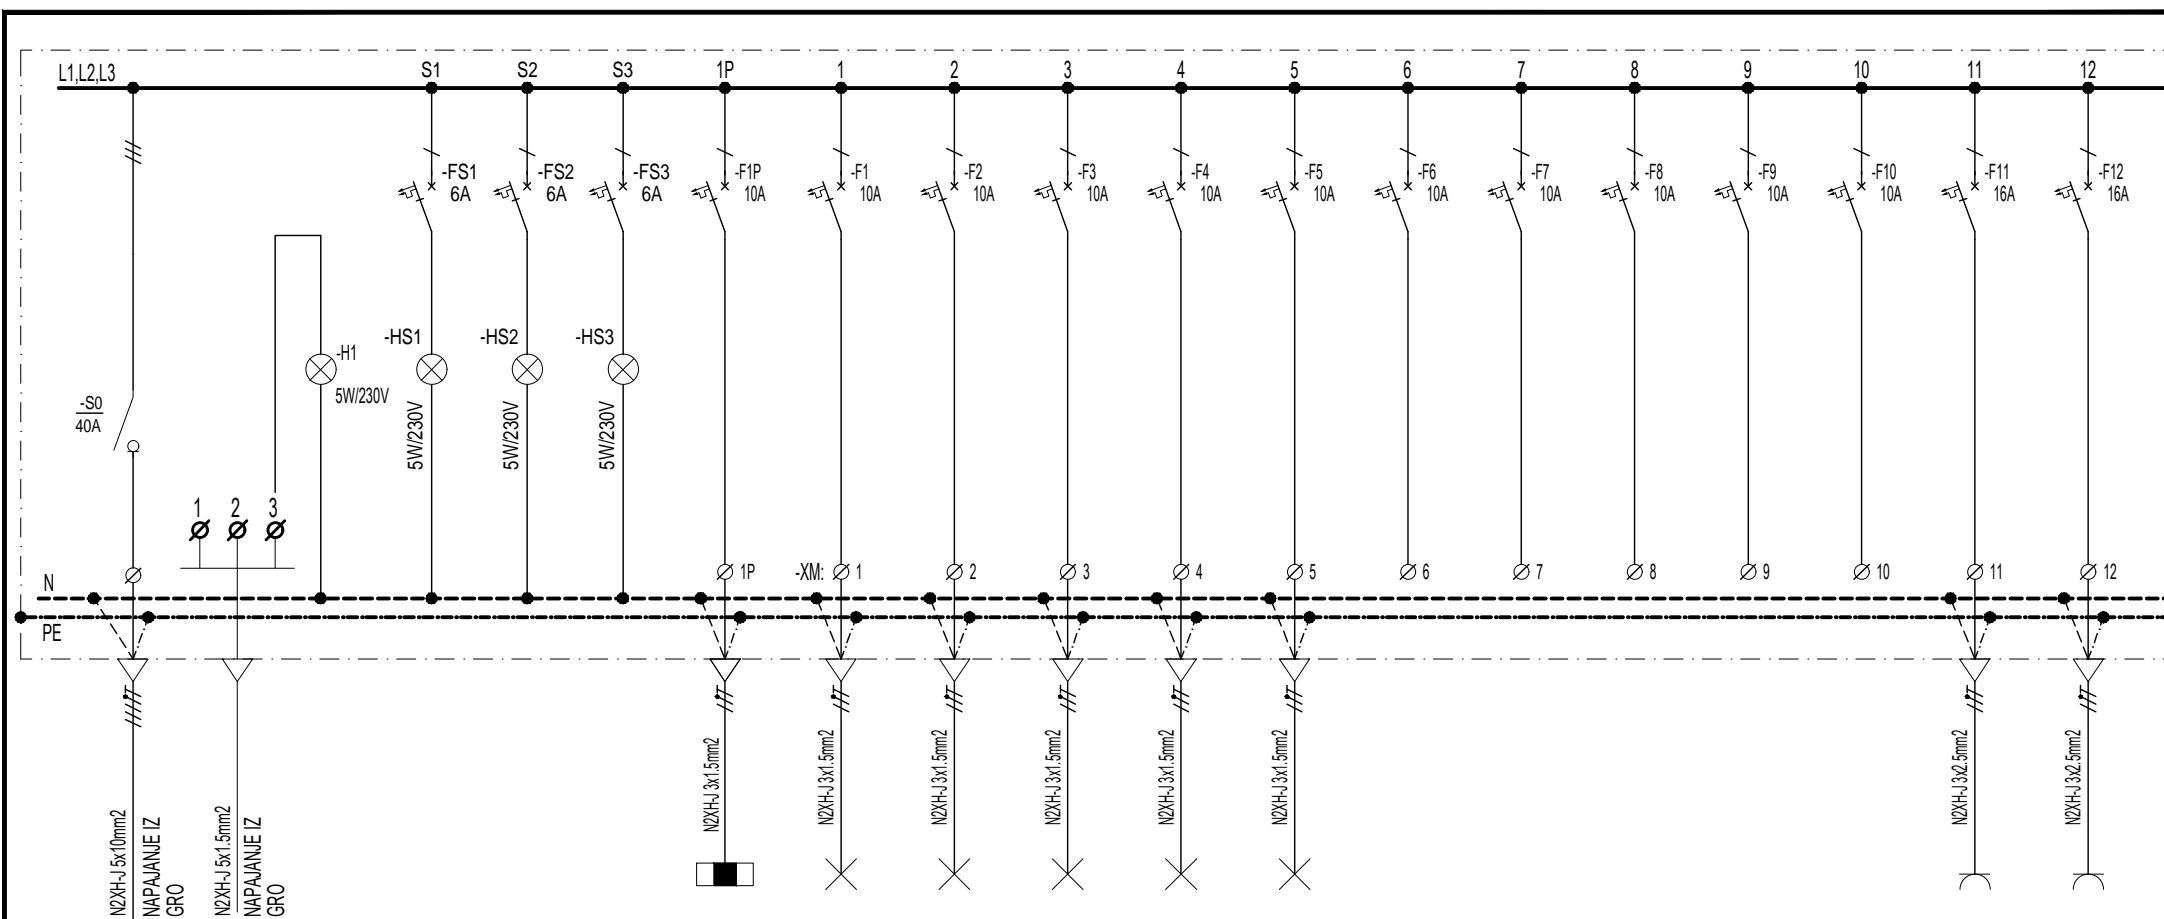 L1,L2,L3
S1 S2 S3 1P 1 2 3 4 5 6 7 8 9 10 11 12
-FS1 -FS2 -FS3 -F1P -F1 -F2 -F3 -F4 -F5 -F6 -F7 -F8 -F9 -F10 -F11 -F12
6A 6A 6A 10A 10A 10A 10A 10A 10A 10A 10A 10A 10A 10A 16A 16A
-HS1 -HS2 -HS3
-H1
5W/230V
5W/230V
5W/230V
5W/230V
-S0
40A
1 2 3
1P -XM: 1 2 3 4 5 6 7 8 9 10 11 12
N
PE
N2XH-J 5x10mm2
NAPAJANJE IZ
GRO
N2XH-J 5x1.5mm2
NAPAJANJE IZ
GRO
N2XH-J 3x1.5mm2
N2XH-J 3x1.5mm2
N2XH-J 3x1.5mm2
N2XH-J 3x1.5mm2
N2XH-J 3x1.5mm2
N2XH-J 3x1.5mm2
N2XH-J 3x2.5mm2
N2XH-J 3x2.5mm2